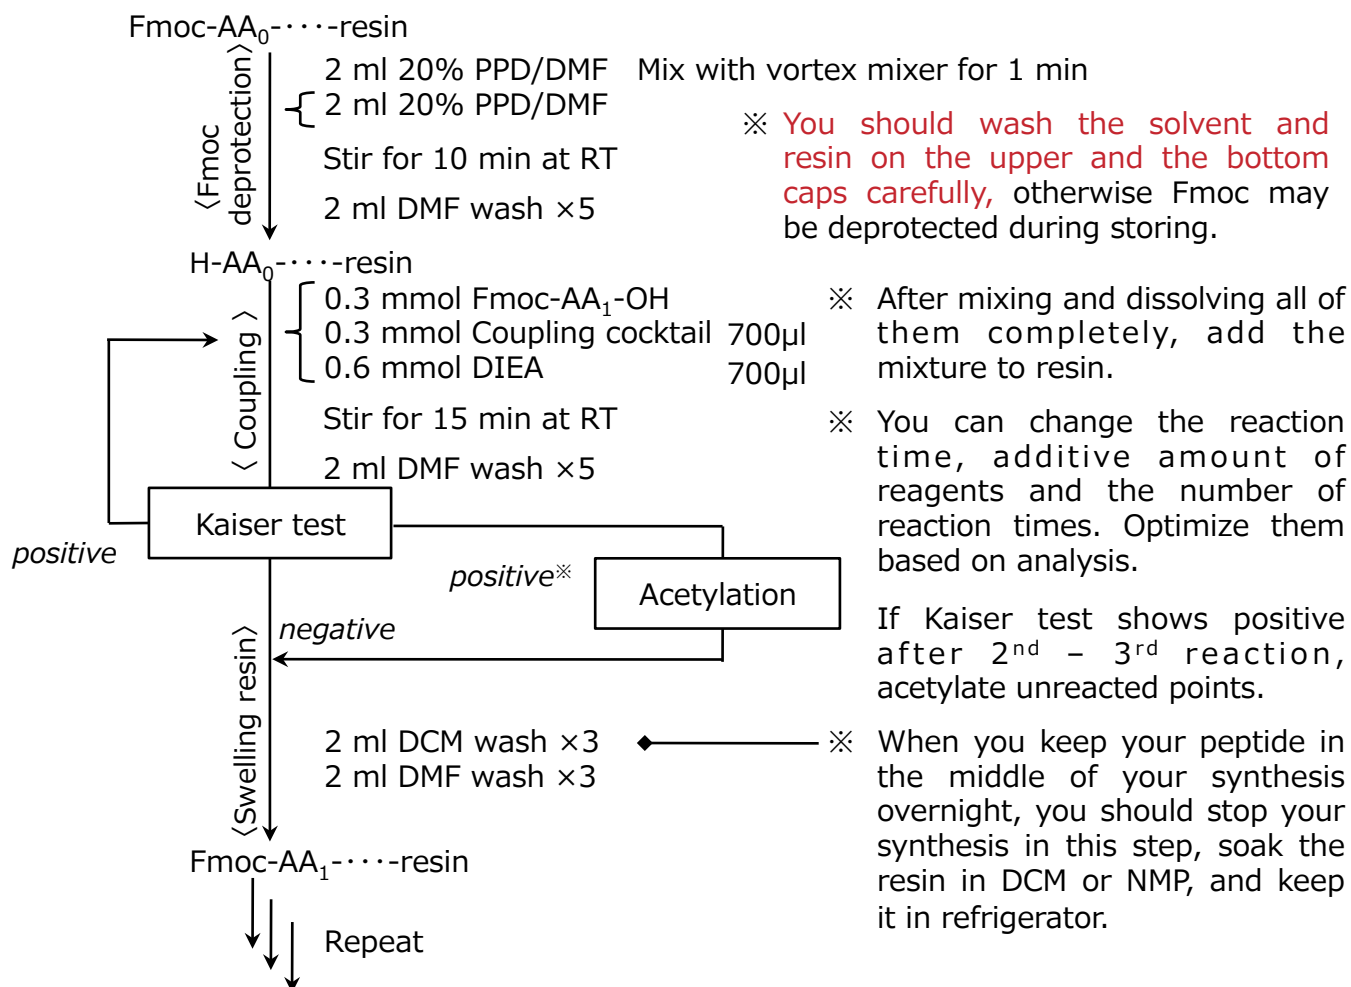 Fmoc-AA₀-････-resin
〈Fmoc
deprotection〉
2 ml 20% PPD/DMF Mix with vortex mixer for 1 min
2 ml 20% PPD/DMF
Stir for 10 min at RT
2 ml DMF wash ×5
※ You should wash the solvent and
resin on the upper and the bottom
caps carefully, otherwise Fmoc may
be deprotected during storing.
H-AA₀-････-resin
〈 Coupling 〉
0.3 mmol Fmoc-AA₁-OH
0.3 mmol Coupling cocktail 700µl
0.6 mmol DIEA 700µl
Stir for 15 min at RT
2 ml DMF wash ×5
※ After mixing and dissolving all of
them completely, add the
mixture to resin.
※ You can change the reaction
time, additive amount of
reagents and the number of
reaction times. Optimize them
based on analysis.
If Kaiser test shows positive
after 2ⁿᵈ – 3ʳᵈ reaction,
acetylate unreacted points.
Kaiser test
positive
positive※
Acetylation
negative
〈Swelling resin〉
2 ml DCM wash ×3
2 ml DMF wash ×3
※ When you keep your peptide in
the middle of your synthesis
overnight, you should stop your
synthesis in this step, soak the
resin in DCM or NMP, and keep
it in refrigerator.
Fmoc-AA₁-････-resin
Repeat